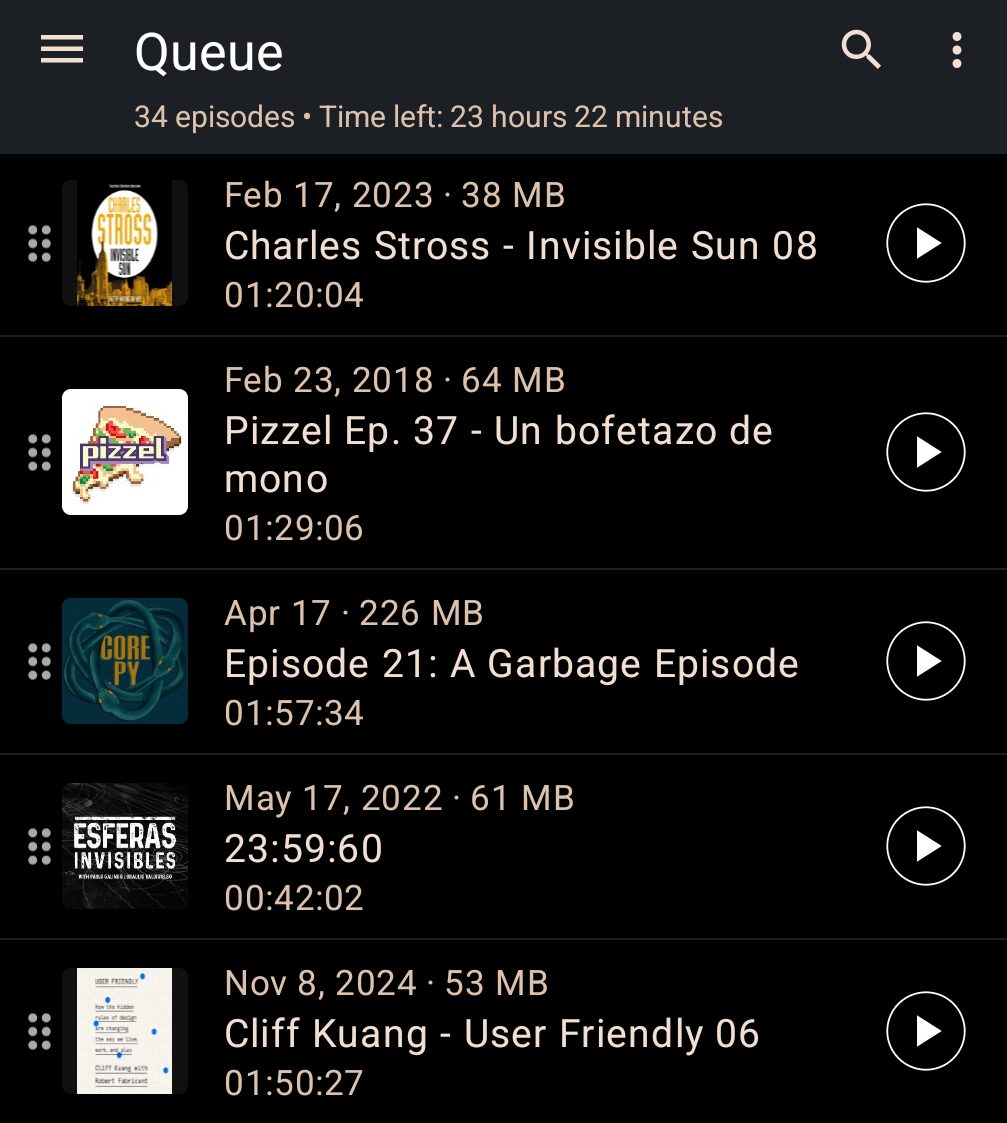 Queue
34 episodes • Time left: 23 hours 22 minutes
CHARLES
STROSS
INVISIBLE
SUN
Feb 17, 2023 · 38 MB
Charles Stross - Invisible Sun 08
01:20:04
pizzel
Feb 23, 2018 · 64 MB
Pizzel Ep. 37 - Un bofetazo de
mono
01:29:06
CORE
PY
Apr 17 · 226 MB
Episode 21: A Garbage Episode
01:57:34
ESFERAS
INVISIBLES
May 17, 2022 · 61 MB
23:59:60
00:42:02
USER FRIENDLY
How the hidden
rules of design
are changing
the way we live,
work, and play
Cliff Kuang with
Robert Fabricant
Nov 8, 2024 · 53 MB
Cliff Kuang - User Friendly 06
01:50:27